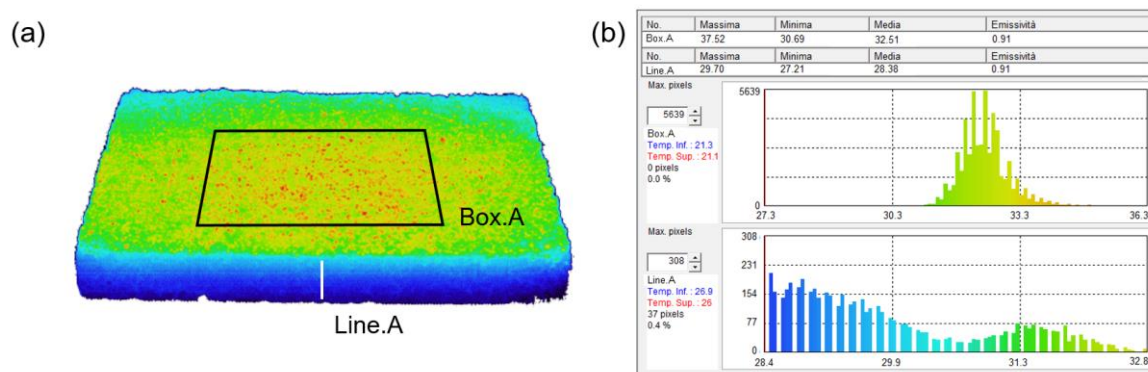 (a)
Box.A
Line.A
(b)
No. Massima Minima Media Emissività
Box.A 37.52 30.69 32.51 0.91
No. Massima Minima Media Emissività
Line.A 29.70 27.21 28.38 0.91
Max. pixels
5639
Box.A
Temp. Inf. : 21.3
Temp. Sup. : 21.1
0 pixels
0.0 %
5639
0
27.3 30.3 33.3 36.3
Max. pixels
308
Line.A
Temp. Inf. : 26.9
Temp. Sup. : 26
37 pixels
0.4 %
308
231
154
77
0
28.4 29.9 31.3 32.8